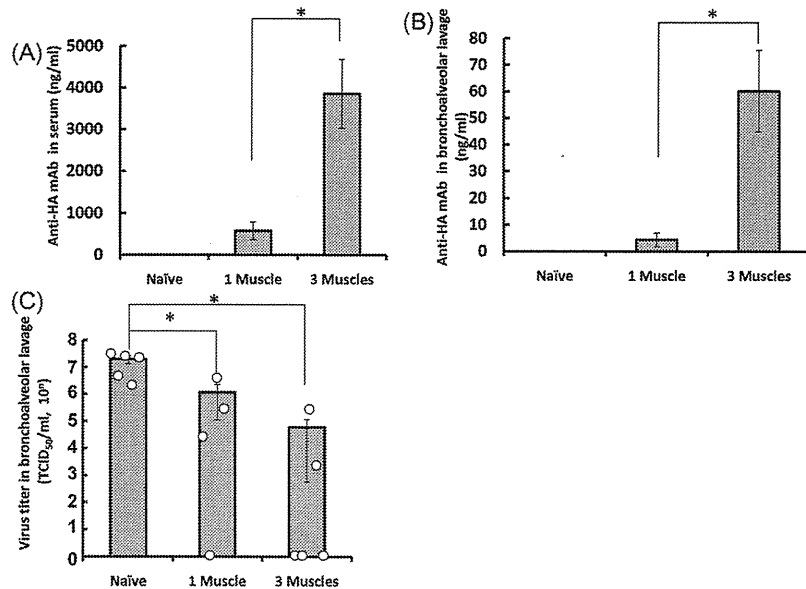 (A)
Anti-HA mAb in serum (ng/ml)
5000
4000
3000
2000
1000
0
*
Naïve
1 Muscle
3 Muscles
(B)
Anti-HA mAb in bronchoalveolar lavage
(ng/ml)
80
70
60
50
40
30
20
10
0
*
Naïve
1 Muscle
3 Muscles
(C)
Virus titer in bronchoalveolar lavage
(TCID50/ml, 10ⁿ)
8
7
6
5
4
3
2
1
0
*
*
Naïve
1 Muscle
3 Muscles